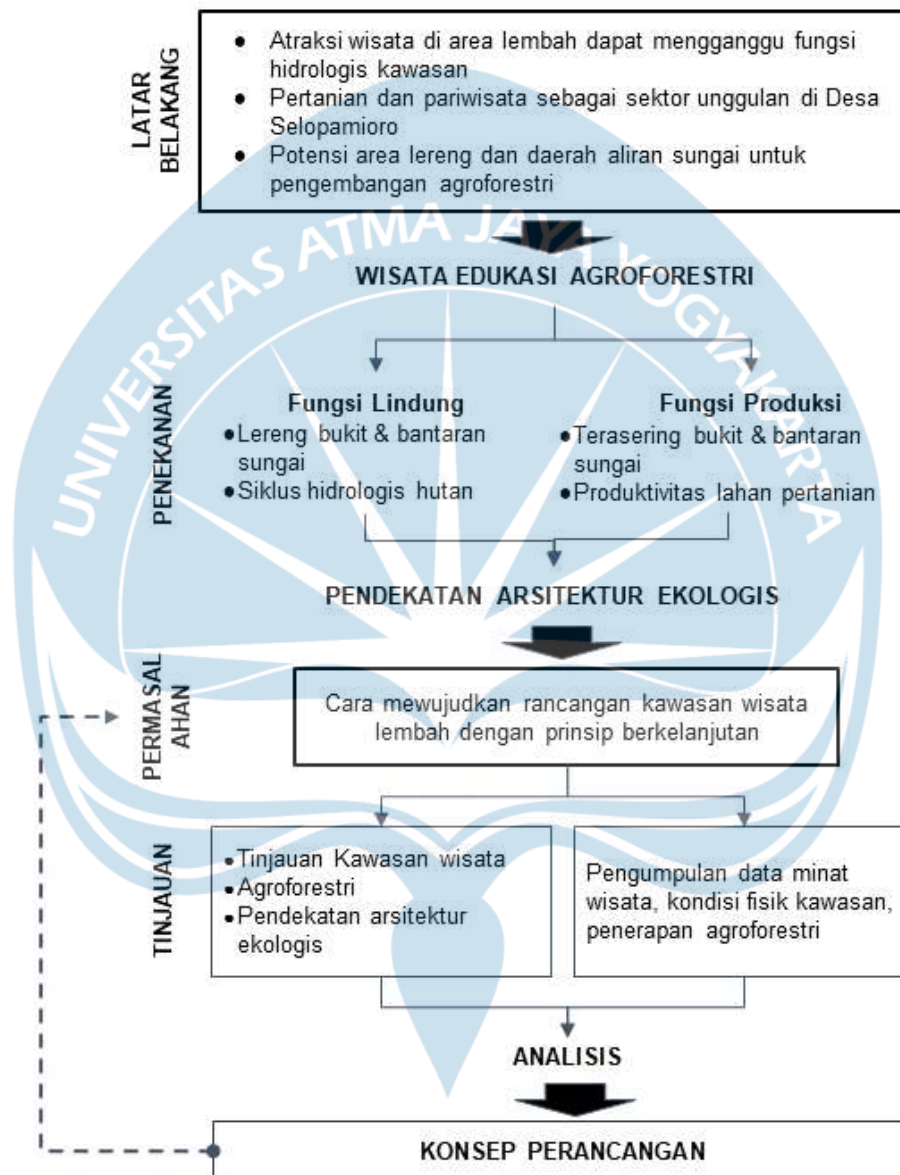 LATAR
BELAKANG
● Atraksi wisata di area lembah dapat mengganggu fungsi
hidrologis kawasan
● Pertanian dan pariwisata sebagai sektor unggulan di Desa
Selopamioro
● Potensi area lereng dan daerah aliran sungai untuk
pengembangan agroforestri
UNIVERSITAS ATMA JAYA YOGYAKARTA
WISATA EDUKASI AGROFORESTRI
PENEKANAN
Fungsi Lindung
●Lereng bukit & bantaran
sungai
●Siklus hidrologis hutan
Fungsi Produksi
●Terasering bukit & bantaran
sungai
●Produktivitas lahan pertanian
PENDEKATAN ARSITEKTUR EKOLOGIS
PERMASAL
AHAN
Cara mewujudkan rancangan kawasan wisata
lembah dengan prinsip berkelanjutan
TINJAUAN
●Tinjauan Kawasan wisata
●Agroforestri
●Pendekatan arsitektur
ekologis
Pengumpulan data minat
wisata, kondisi fisik kawasan,
penerapan agroforestri
ANALISIS
KONSEP PERANCANGAN